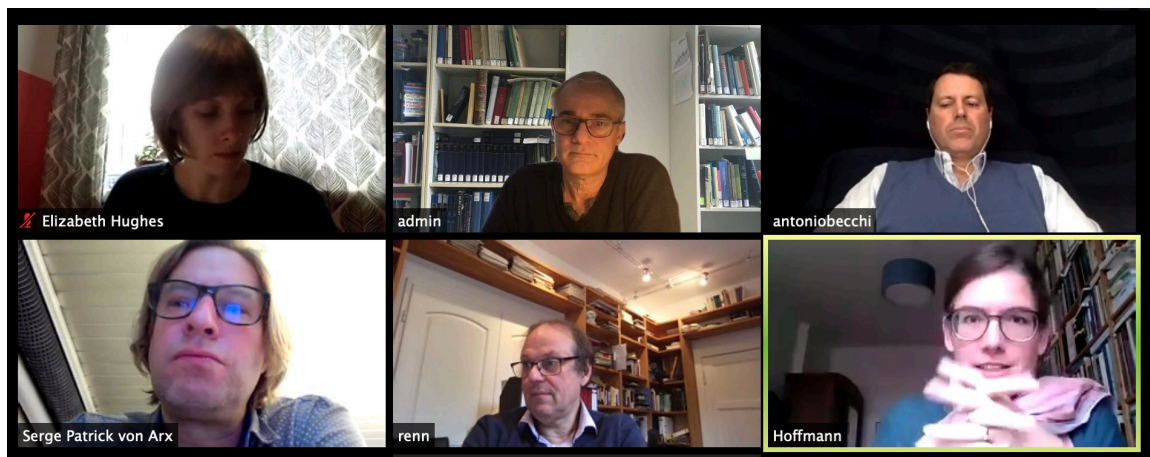 Elizabeth Hughes
admin
antoniobecchi
Serge Patrick von Arx
renn
Hoffmann